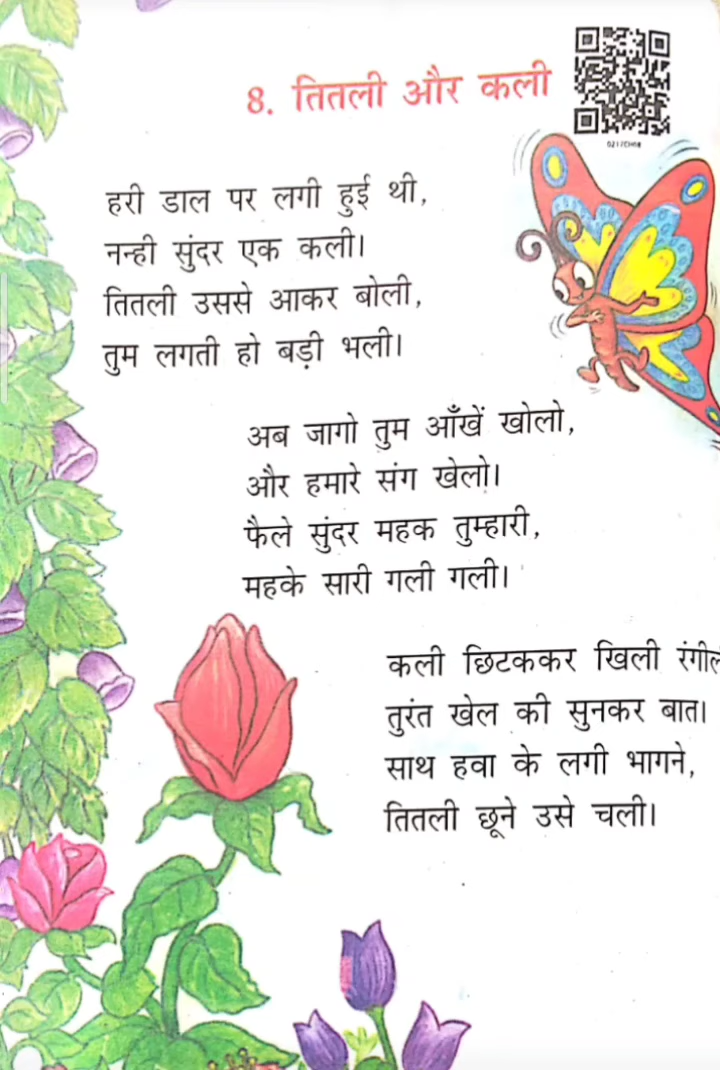 8. तितली और कली
0217CH08
हरी डाल पर लगी हुई थी,
नन्ही सुंदर एक कली।
तितली उससे आकर बोली,
तुम लगती हो बड़ी भली।
अब जागो तुम आँखें खोलो,
और हमारे संग खेलो।
फैले सुंदर महक तुम्हारी,
महके सारी गली गली।
कली छिटककर खिली
तुरंत खेल की सुनकर बात।
साथ हवा के लगी भागने,
तितली छूने उसे चली।